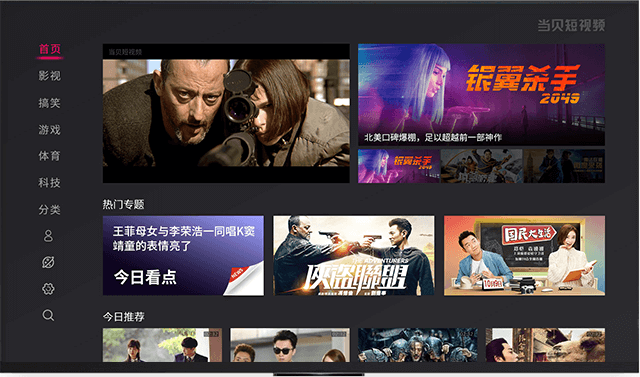 当贝短视频
首页
影视
搞笑
游戏
体育
科技
分类
当贝短视频
银翼杀手
2049
北美口碑爆棚，足以超越前一部神作
银翼杀手
热门专题
王菲母女与李荣浩一同唱K窦
靖童的表情亮了
今日看点
NEWS
THE ADVENTURERS
侠盗联盟
国民大生活
今日推荐